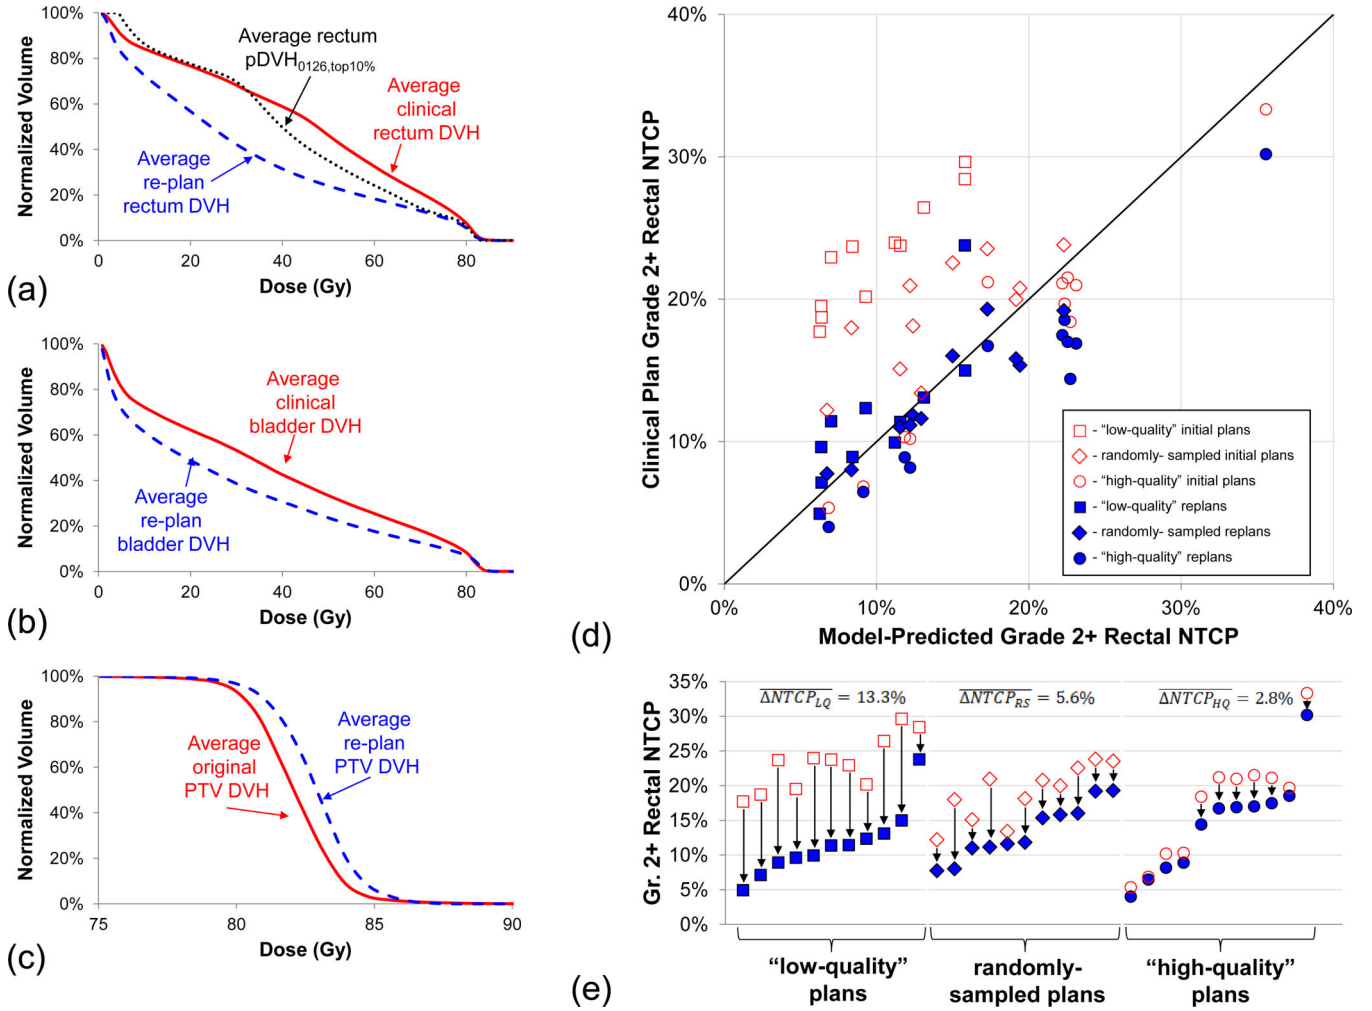 100%
80%
60%
40%
20%
0%
Normalized Volume
0
20
40
60
80
Dose (Gy)
Average rectum
pDVH0126,top10%
Average
clinical
rectum DVH
Average
re-plan
rectum DVH
(a)
100%
80%
60%
40%
20%
0%
Normalized Volume
0
20
40
60
80
Dose (Gy)
Average
clinical
bladder DVH
Average
re-plan
bladder DVH
(b)
100%
80%
60%
40%
20%
0%
Normalized Volume
75
80
85
90
Dose (Gy)
Average
original
PTV DVH
Average
re-plan
PTV DVH
(c)
40%
30%
20%
10%
0%
Clinical Plan Grade 2+ Rectal NTCP
0%
10%
20%
30%
40%
Model-Predicted Grade 2+ Rectal NTCP
- “low-quality” initial plans
- randomly- sampled initial plans
- “high-quality” initial plans
- “low-quality” replans
- randomly- sampled replans
- “high-quality” replans
(d)
35%
30%
25%
20%
15%
10%
5%
0%
Gr. 2+ Rectal NTCP
ΔNTCP_LQ = 13.3%
ΔNTCP_RS = 5.6%
ΔNTCP_HQ = 2.8%
“low-quality”
plans
randomly-
sampled plans
“high-quality”
plans
(e)